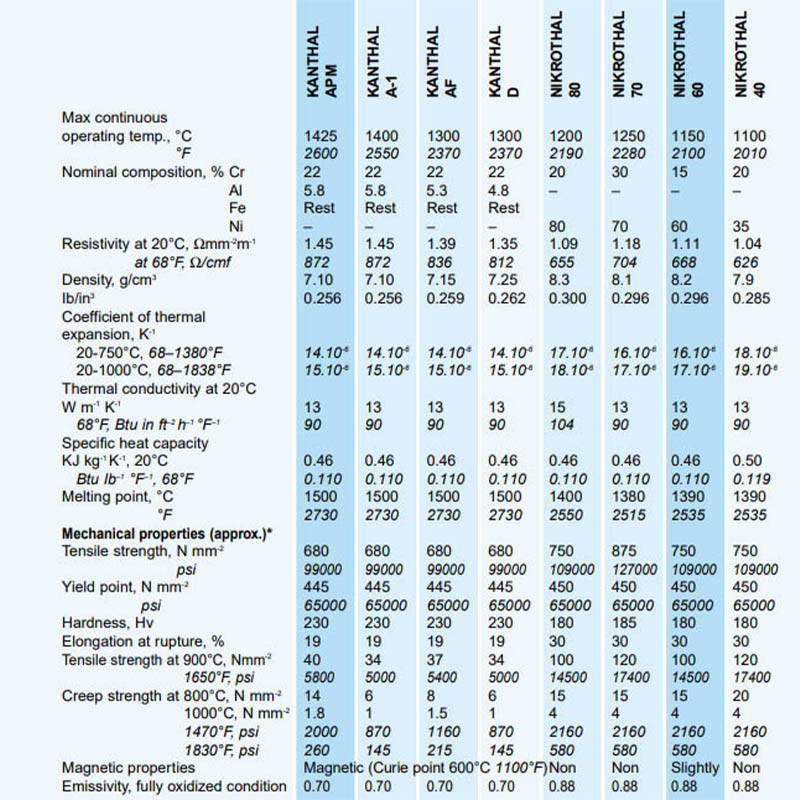 KANTHAL APM KANTHAL A-1 KANTHAL AF KANTHAL D NIKROTHAL 80 NIKROTHAL 70 NIKROTHAL 60 NIKROTHAL 40
Max continuous
operating temp., °C 1425 1400 1300 1300 1200 1250 1150 1100
°F 2600 2550 2370 2370 2190 2280 2100 2010
Nominal composition, % Cr 22 22 22 22 20 30 15 20
Al 5.8 5.8 5.3 4.8 – – – –
Fe Rest Rest Rest Rest
Ni – – – – 80 70 60 35
Resistivity at 20°C, Ωmm⁻²m⁻¹ 1.45 1.45 1.39 1.35 1.09 1.18 1.11 1.04
at 68°F, Ω/cmf 872 872 836 812 655 704 668 626
Density, g/cm³ 7.10 7.10 7.15 7.25 8.3 8.1 8.2 7.9
lb/in³ 0.256 0.256 0.259 0.262 0.300 0.296 0.296 0.285
Coefficient of thermal
expansion, K⁻¹
20-750°C, 68–1380°F 14.10⁻⁶ 14.10⁻⁶ 14.10⁻⁶ 14.10⁻⁶ 17.10⁻⁶ 16.10⁻⁶ 16.10⁻⁶ 18.10⁻⁶
20-1000°C, 68–1838°F 15.10⁻⁶ 15.10⁻⁶ 15.10⁻⁶ 15.10⁻⁶ 18.10⁻⁶ 17.10⁻⁶ 17.10⁻⁶ 19.10⁻⁶
Thermal conductivity at 20°C
W m⁻¹ K⁻¹ 13 13 13 13 15 13 13 13
68°F, Btu in ft⁻² h⁻¹ °F⁻¹ 90 90 90 90 104 90 90 90
Specific heat capacity
KJ kg⁻¹ K⁻¹, 20°C 0.46 0.46 0.46 0.46 0.46 0.46 0.46 0.50
Btu lb⁻¹ °F⁻¹, 68°F 0.110 0.110 0.110 0.110 0.110 0.110 0.110 0.119
Melting point, °C 1500 1500 1500 1500 1400 1380 1390 1390
°F 2730 2730 2730 2730 2550 2515 2535 2535
Mechanical properties (approx.)*
Tensile strength, N mm⁻² 680 680 680 680 750 875 750 750
psi 99000 99000 99000 99000 109000 127000 109000 109000
Yield point, N mm⁻² 445 445 445 445 450 450 450 450
psi 65000 65000 65000 65000 65000 65000 65000 65000
Hardness, Hv 230 230 230 230 180 185 180 180
Elongation at rupture, % 19 19 19 19 30 30 30 30
Tensile strength at 900°C, Nmm⁻² 40 34 37 34 100 120 100 120
1650°F, psi 5800 5000 5400 5000 14500 17400 14500 17400
Creep strength at 800°C, N mm⁻² 14 6 8 6 15 15 15 20
1000°C, N mm⁻² 1.8 1 1.5 1 4 4 4 4
1470°F, psi 2000 870 1160 870 2160 2160 2160 2160
1830°F, psi 260 145 215 145 580 580 580 580
Magnetic properties Magnetic (Curie point 600°C 1100°F) Non Non Slightly Non
Emissivity, fully oxidized condition 0.70 0.70 0.70 0.70 0.88 0.88 0.88 0.88